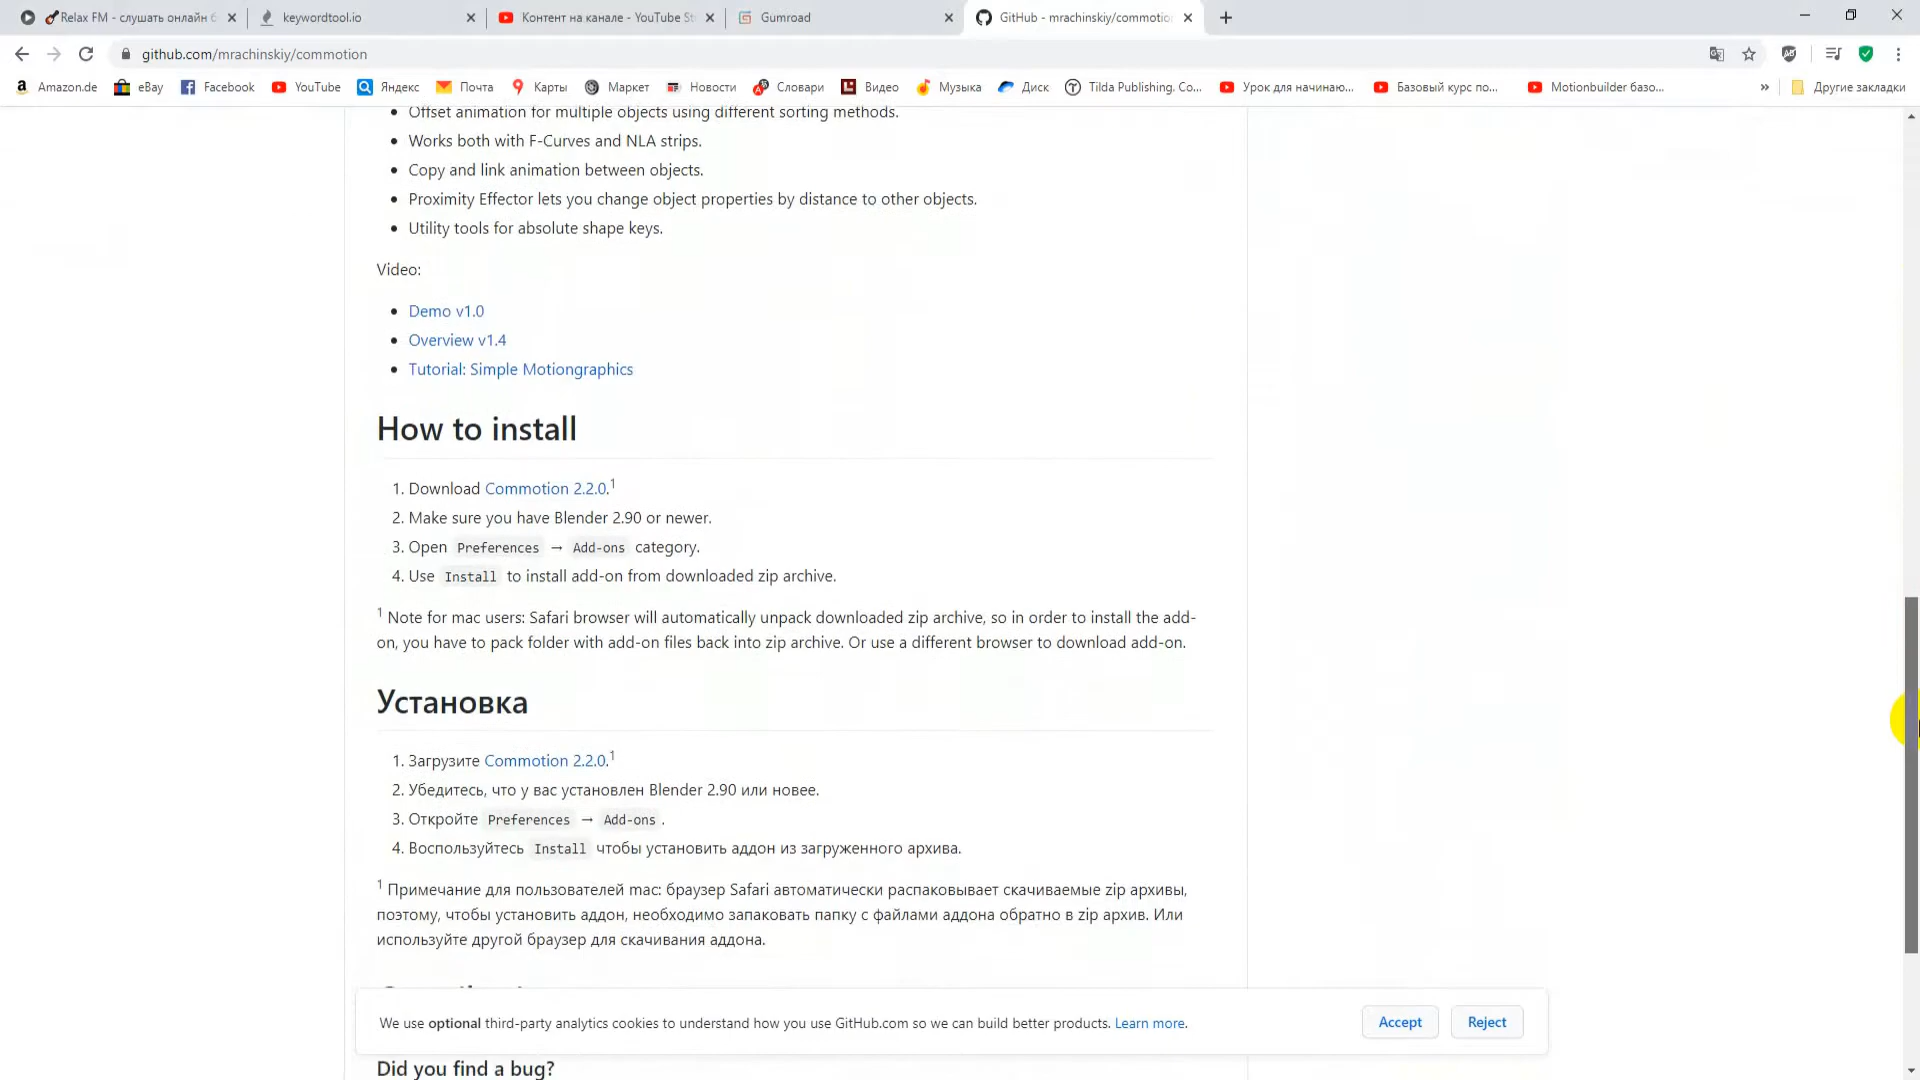 Relax FM - слушать онлайн б
keywordtool.io
Контент на канале - YouTube St
Gumroad
GitHub - mrachinskiy/commotio
github.com/mrachinskiy/commotion
Amazon.de eBay Facebook YouTube Яндекс Почта Карты Маркет Новости Словари Видео Музыка Диск Tilda Publishing. Co... Урок для начинаю... Базовый курс по... Motionbuilder базо... » Другие закладки
• Offset animation for multiple objects using different sorting methods.
• Works both with F-Curves and NLA strips.
• Copy and link animation between objects.
• Proximity Effector lets you change object properties by distance to other objects.
• Utility tools for absolute shape keys.
Video:
• Demo v1.0
• Overview v1.4
• Tutorial: Simple Motiongraphics
How to install
1. Download Commotion 2.2.0.1
2. Make sure you have Blender 2.90 or newer.
3. Open Preferences → Add-ons category.
4. Use Install to install add-on from downloaded zip archive.
1 Note for mac users: Safari browser will automatically unpack downloaded zip archive, so in order to install the add-
on, you have to pack folder with add-on files back into zip archive. Or use a different browser to download add-on.
Установка
1. Загрузите Commotion 2.2.0.1
2. Убедитесь, что у вас установлен Blender 2.90 или новее.
3. Откройте Preferences → Add-ons .
4. Воспользуйтесь Install чтобы установить аддон из загруженного архива.
1 Примечание для пользователей mac: браузер Safari автоматически распаковывает скачиваемые zip архивы,
поэтому, чтобы установить аддон, необходимо запаковать папку с файлами аддона обратно в zip архив. Или
используйте другой браузер для скачивания аддона.
We use optional third-party analytics cookies to understand how you use GitHub.com so we can build better products. Learn more.
Accept Reject
Did you find a bug?